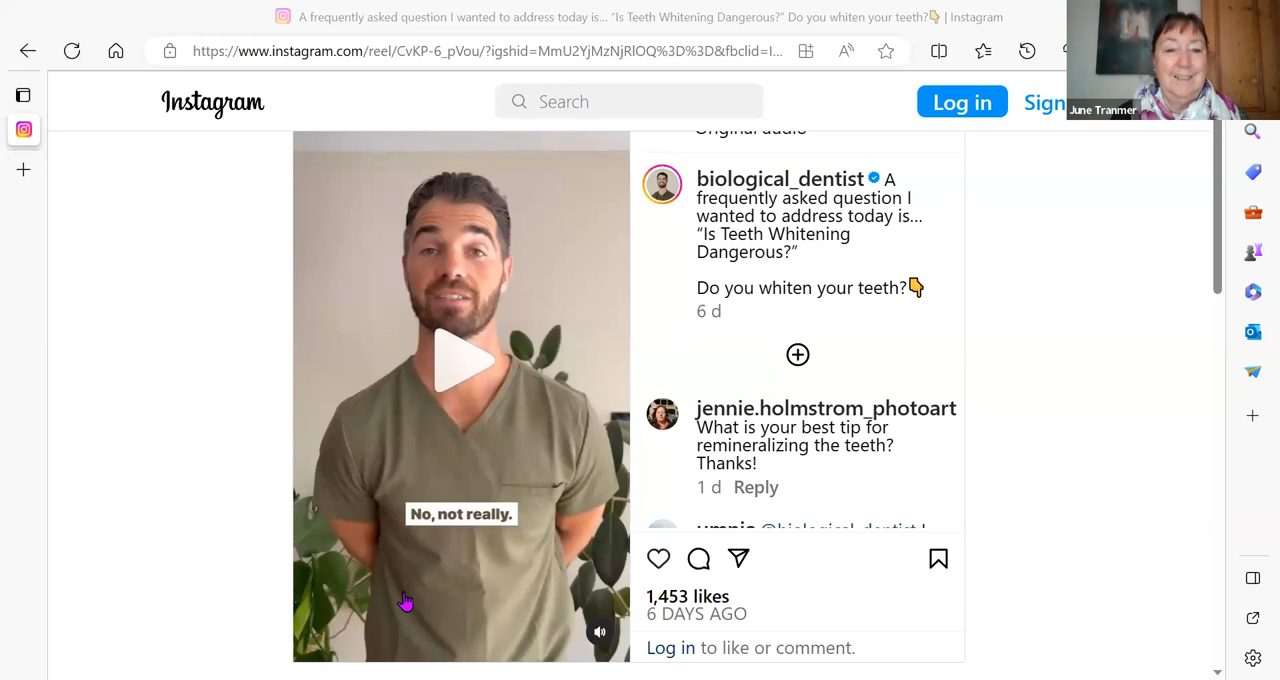 A frequently asked question I wanted to address today is... “Is Teeth Whitening Dangerous?” Do you whiten your teeth?👇 | Instagram
https://www.instagram.com/reel/CvKP-6_pVou/?igshid=MmU2YjMzNjRlOQ%3D%3D&fbclid=I...
June Tranmer
Instagram
Search
Log in
Sign
Original audio
biological_dentist A
frequently asked question I
wanted to address today is...
“Is Teeth Whitening
Dangerous?”
Do you whiten your teeth?👇
6 d
jennie.holmstrom_photoart
What is your best tip for
remineralizing the teeth?
Thanks!
1 d Reply
@biological_dentist I
No, not really.
1,453 likes
6 DAYS AGO
Log in to like or comment.